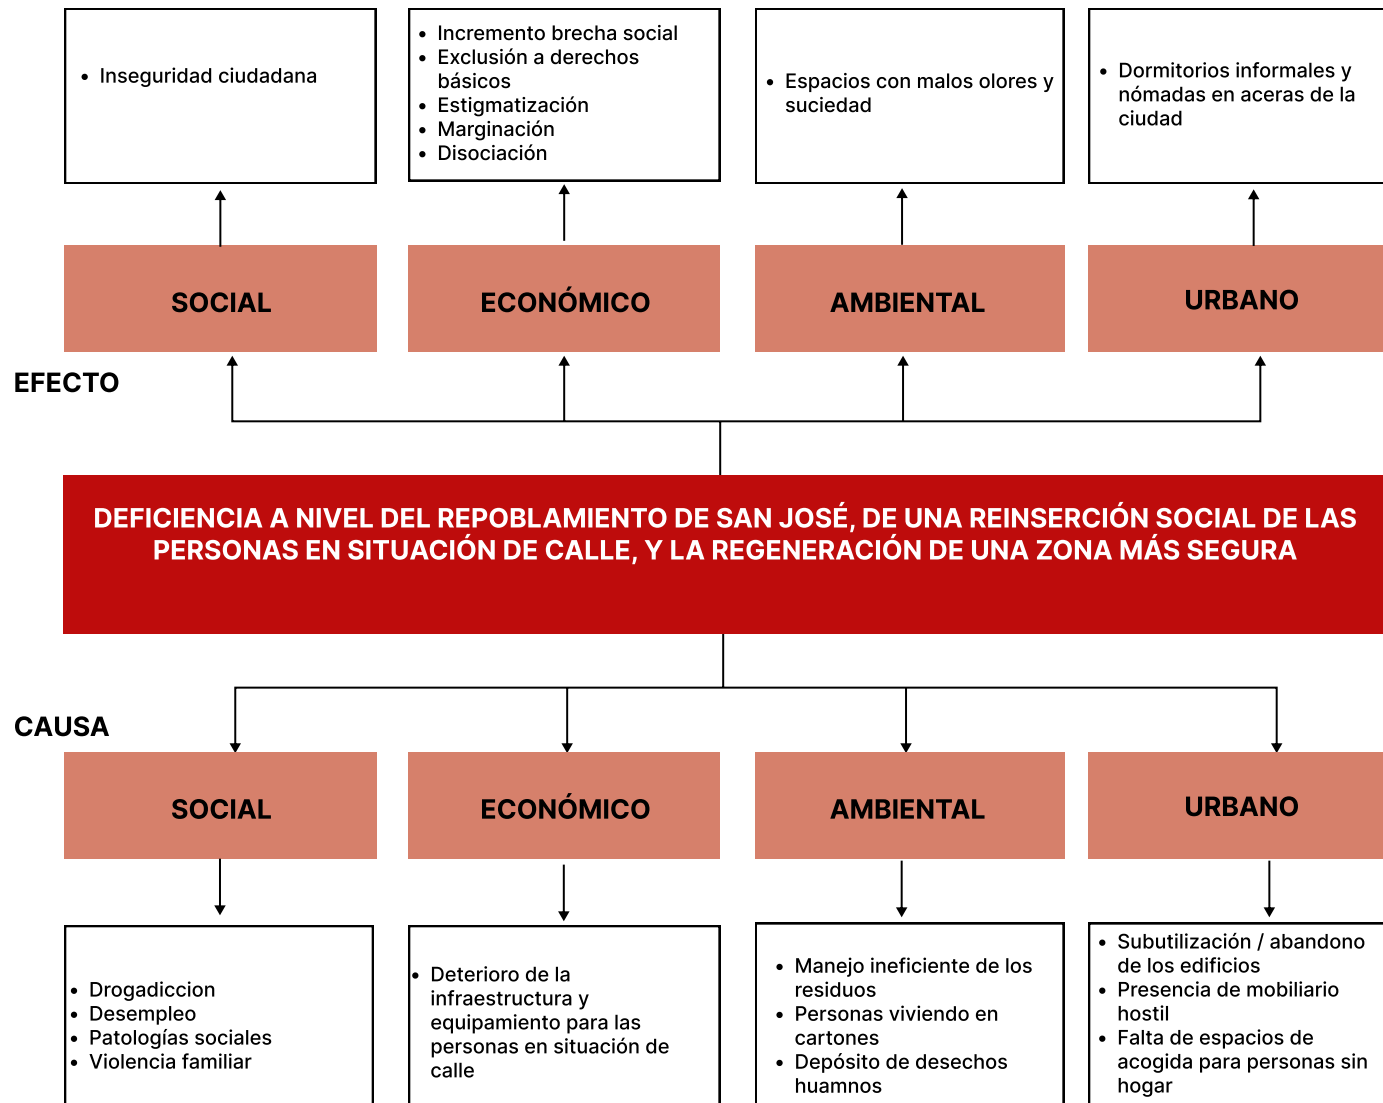 • Inseguridad ciudadana
• Incremento brecha social
• Exclusión a derechos
básicos
• Estigmatización
• Marginación
• Disociación
• Espacios con malos olores y
suciedad
• Dormitorios informales y
nómadas en aceras de la
ciudad
SOCIAL
ECONÓMICO
AMBIENTAL
URBANO
EFECTO
DEFICIENCIA A NIVEL DEL REPOBLAMIENTO DE SAN JOSÉ, DE UNA REINSERCIÓN SOCIAL DE LAS
PERSONAS EN SITUACIÓN DE CALLE, Y LA REGENERACIÓN DE UNA ZONA MÁS SEGURA
CAUSA
SOCIAL
ECONÓMICO
AMBIENTAL
URBANO
• Drogadiccion
• Desempleo
• Patologías sociales
• Violencia familiar
• Deterioro de la
infraestructura y
equipamiento para las
personas en situación de
calle
• Manejo ineficiente de los
residuos
• Personas viviendo en
cartones
• Depósito de desechos
huamnos
• Subutilización / abandono
de los edificios
• Presencia de mobiliario
hostil
• Falta de espacios de
acogida para personas sin
hogar